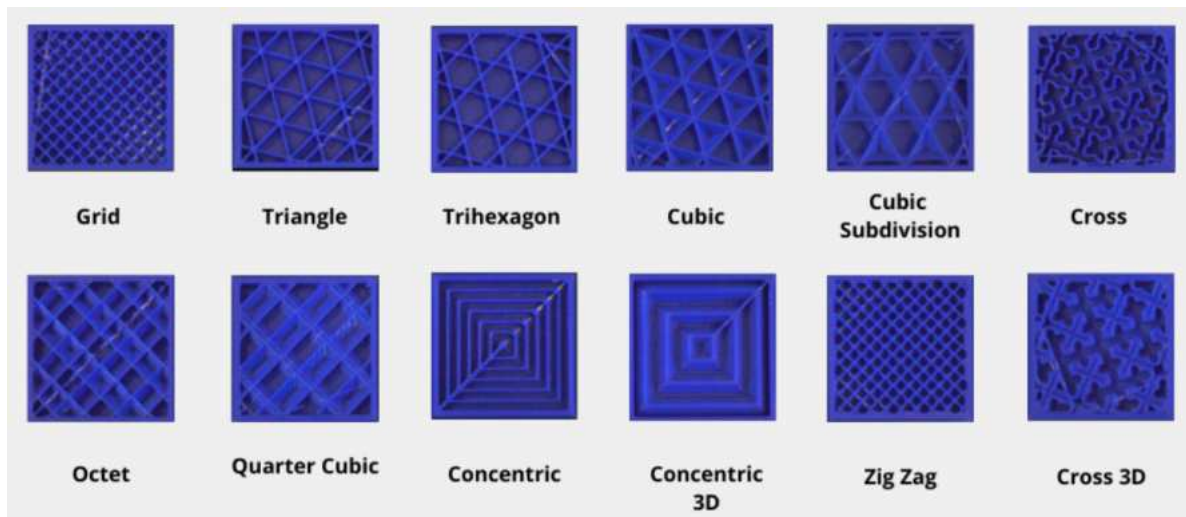 Grid
Triangle
Trihexagon
Cubic
Cubic
Subdivision
Cross
Octet
Quarter Cubic
Concentric
Concentric
3D
Zig Zag
Cross 3D